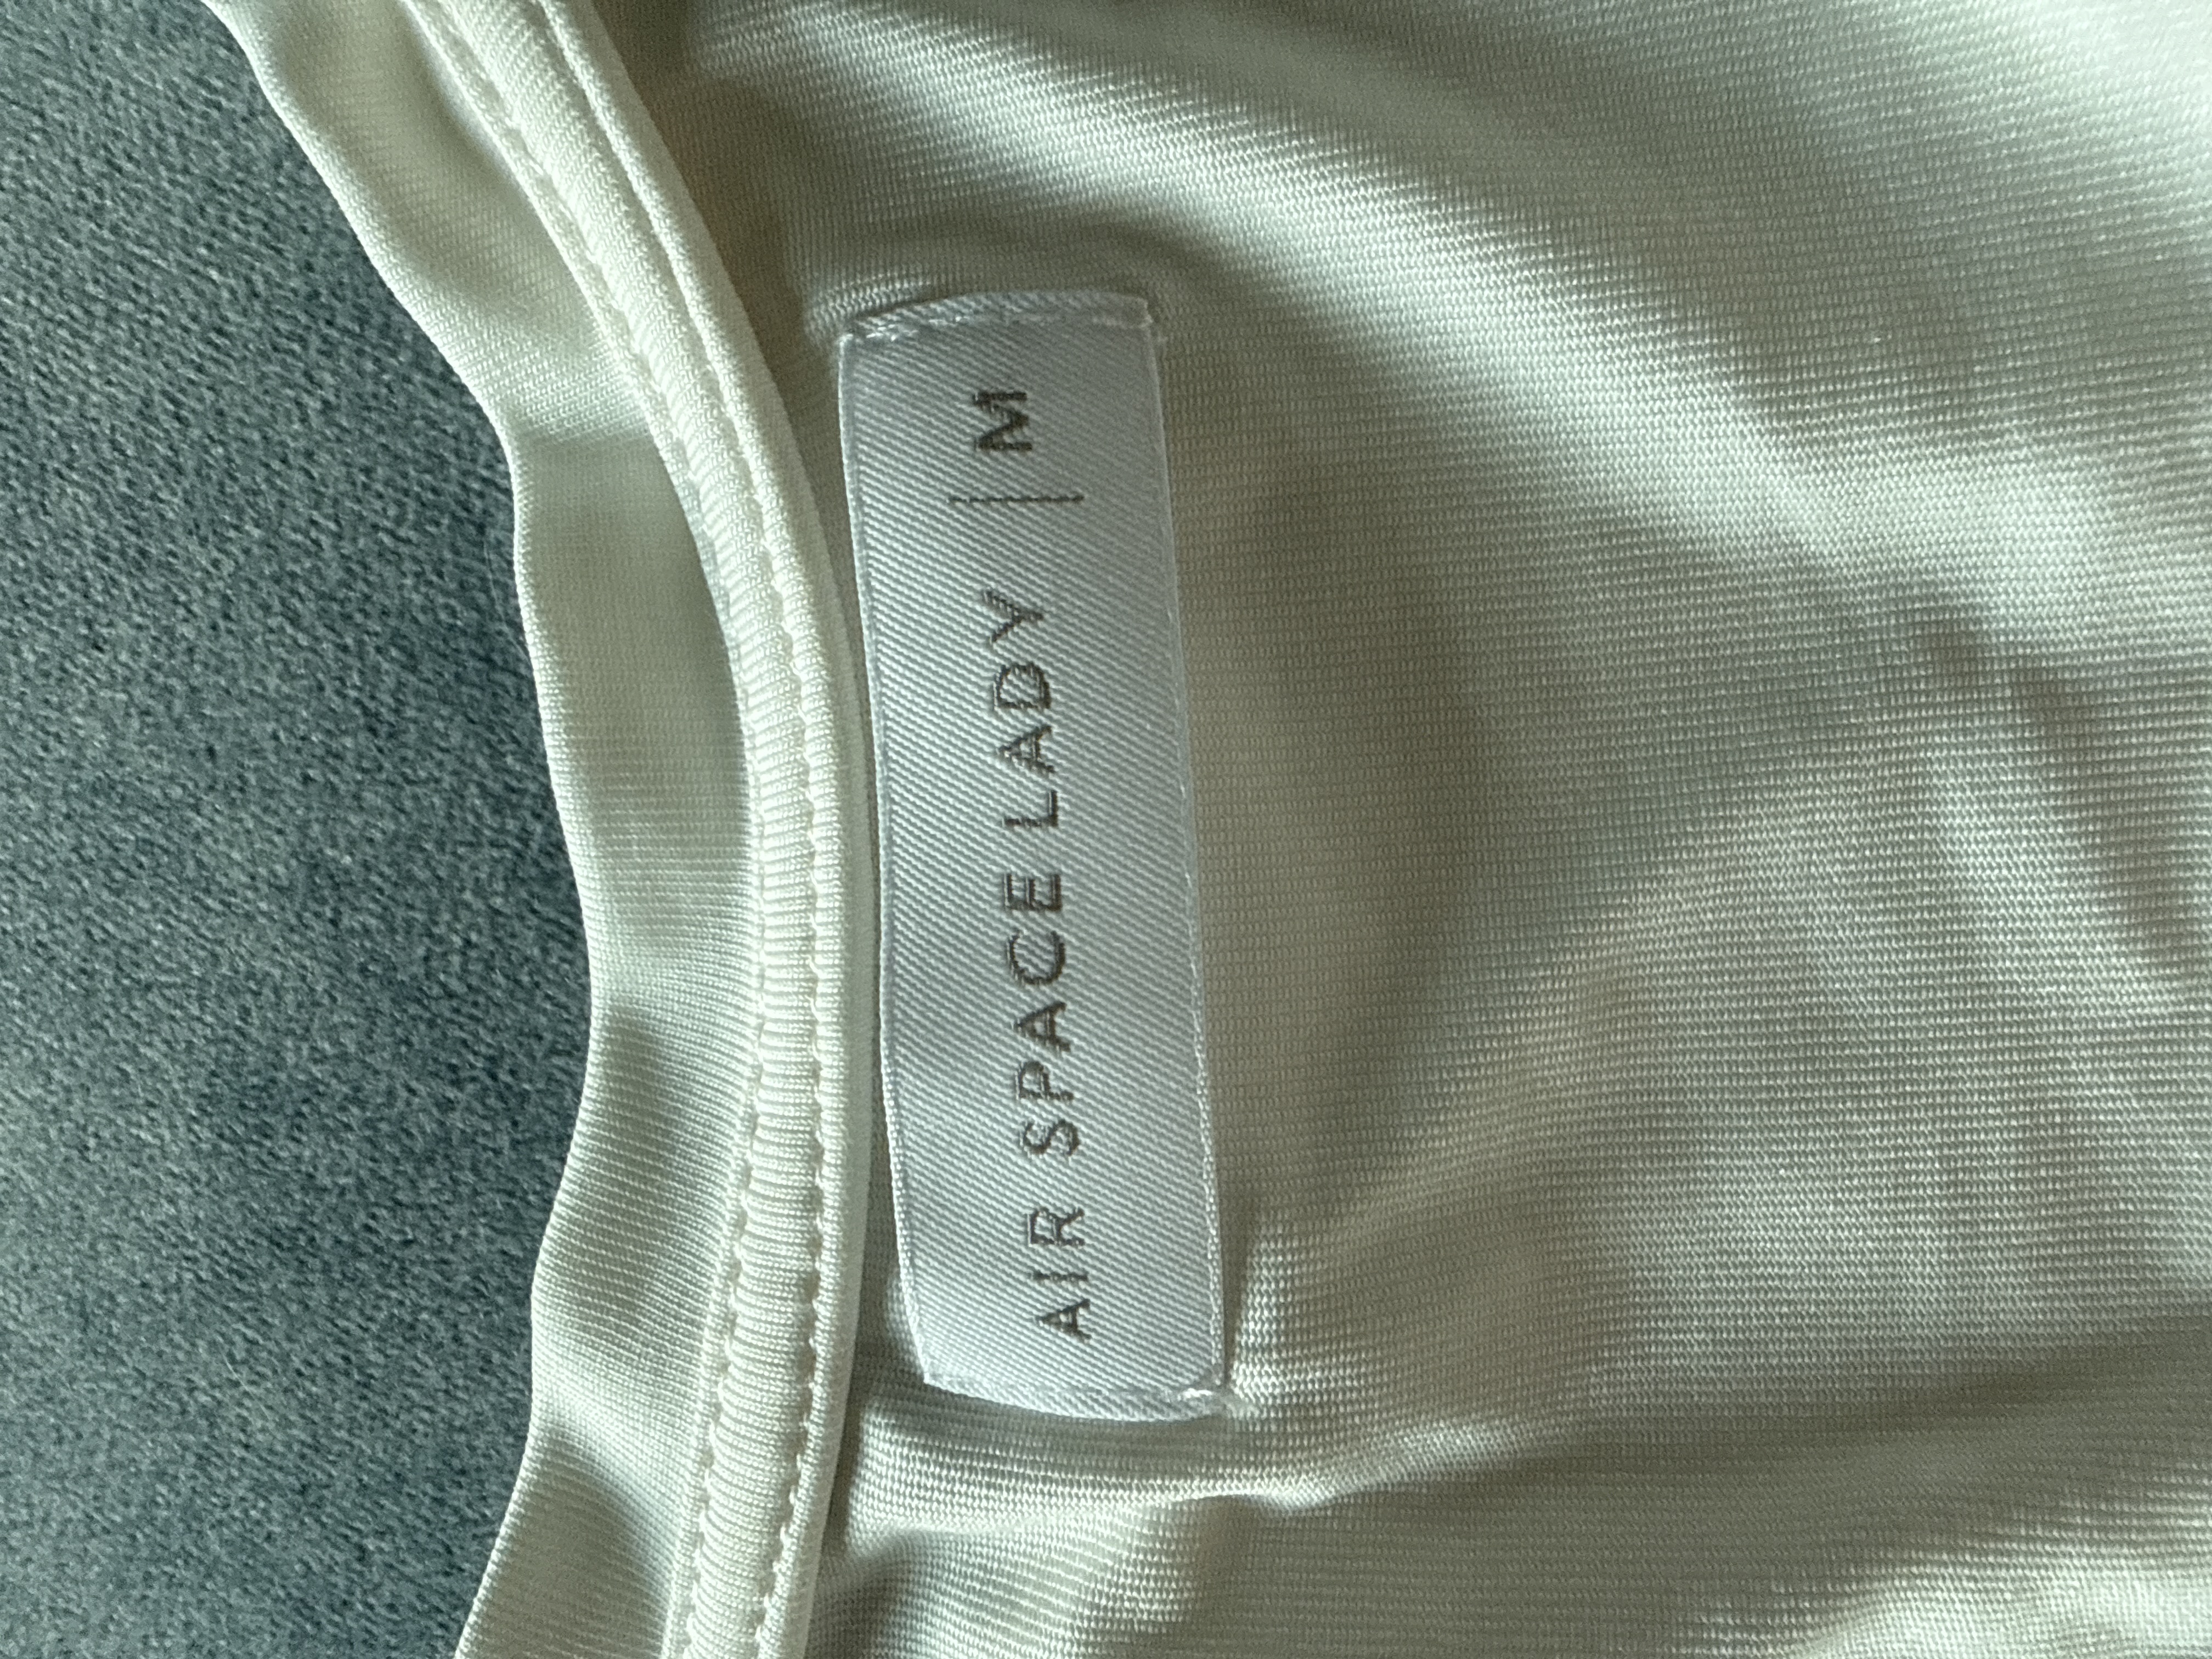 AIR SPACE LADY | M